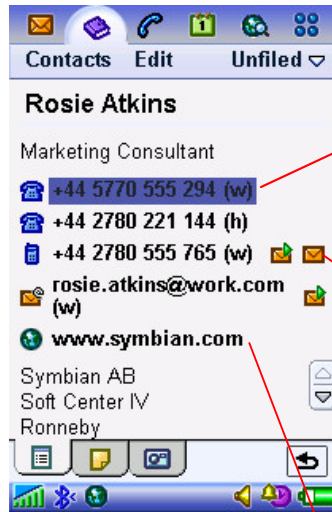 1
Contacts Edit Unfiled
Rosie Atkins
Marketing Consultant
+44 5770 555 294 (w)
+44 2780 221 144 (h)
+44 2780 555 765 (w)
rosie.atkins@work.com
(w)
www.symbian.com
Symbian AB
Soft Center IV
Ronneby